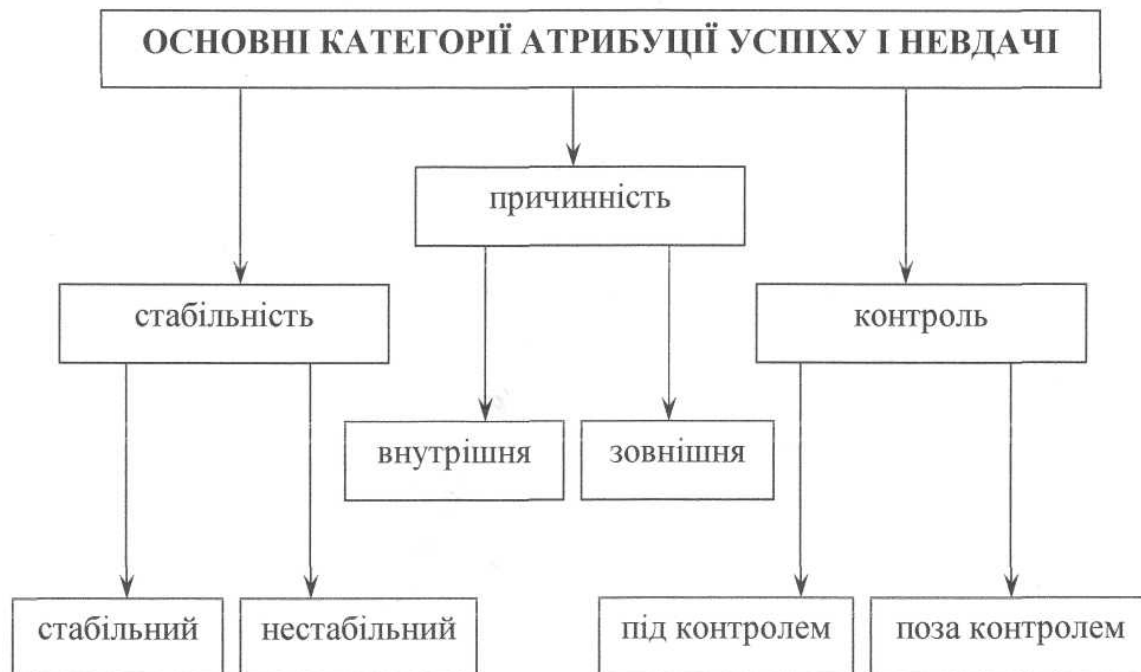 ОСНОВНІ КАТЕГОРІЇ АТРИБУЦІЇ УСПІХУ І НЕВДАЧІ
причинність
стабільність
контроль
внутрішня
зовнішня
стабільний
нестабільний
під контролем
поза контролем